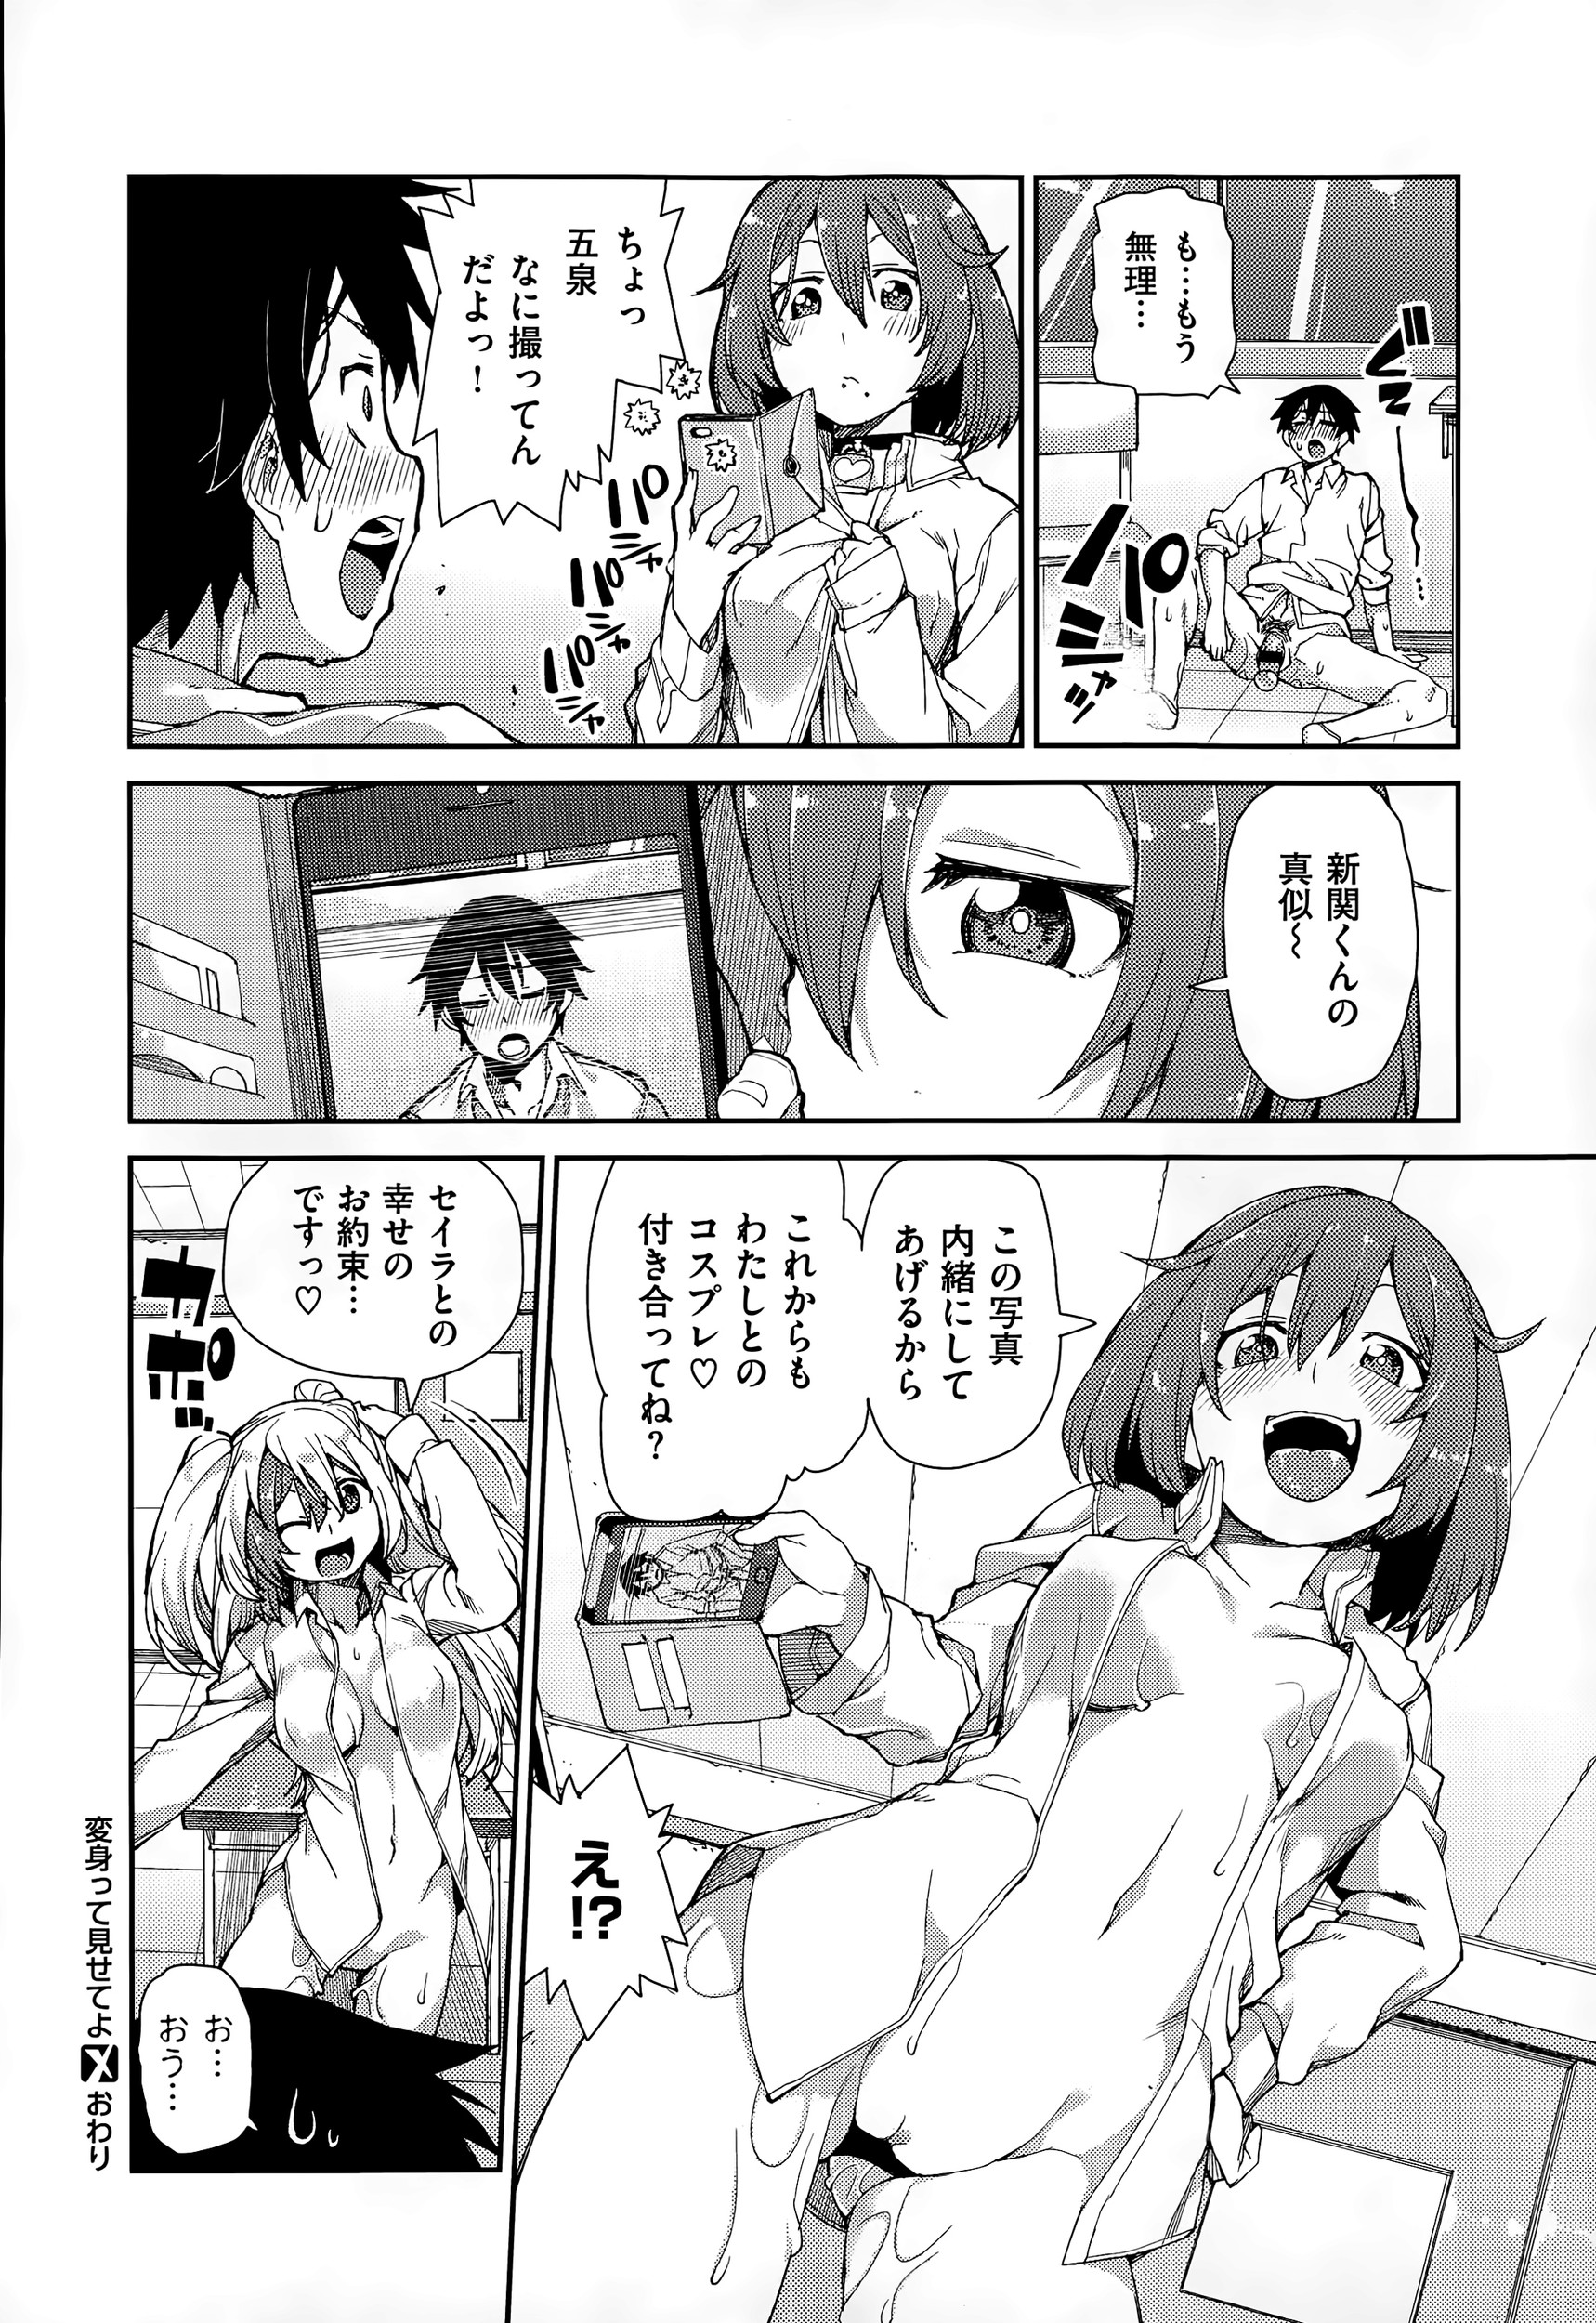 も…もう
無理…
くて…
パシャッ
ちょっ
五泉
なに撮ってん
だよっ！
パシャ
パシャ
パシャ
新関くんの
真似～
この写真
内緒にして
あげるから
これからも
わたしとの
コスプレ♡
付き合ってね？
え!?
セイラとの
幸せの
お約束…
ですっ♡
カポッ
お…
おう…
変身って見せてよ
X
おわり